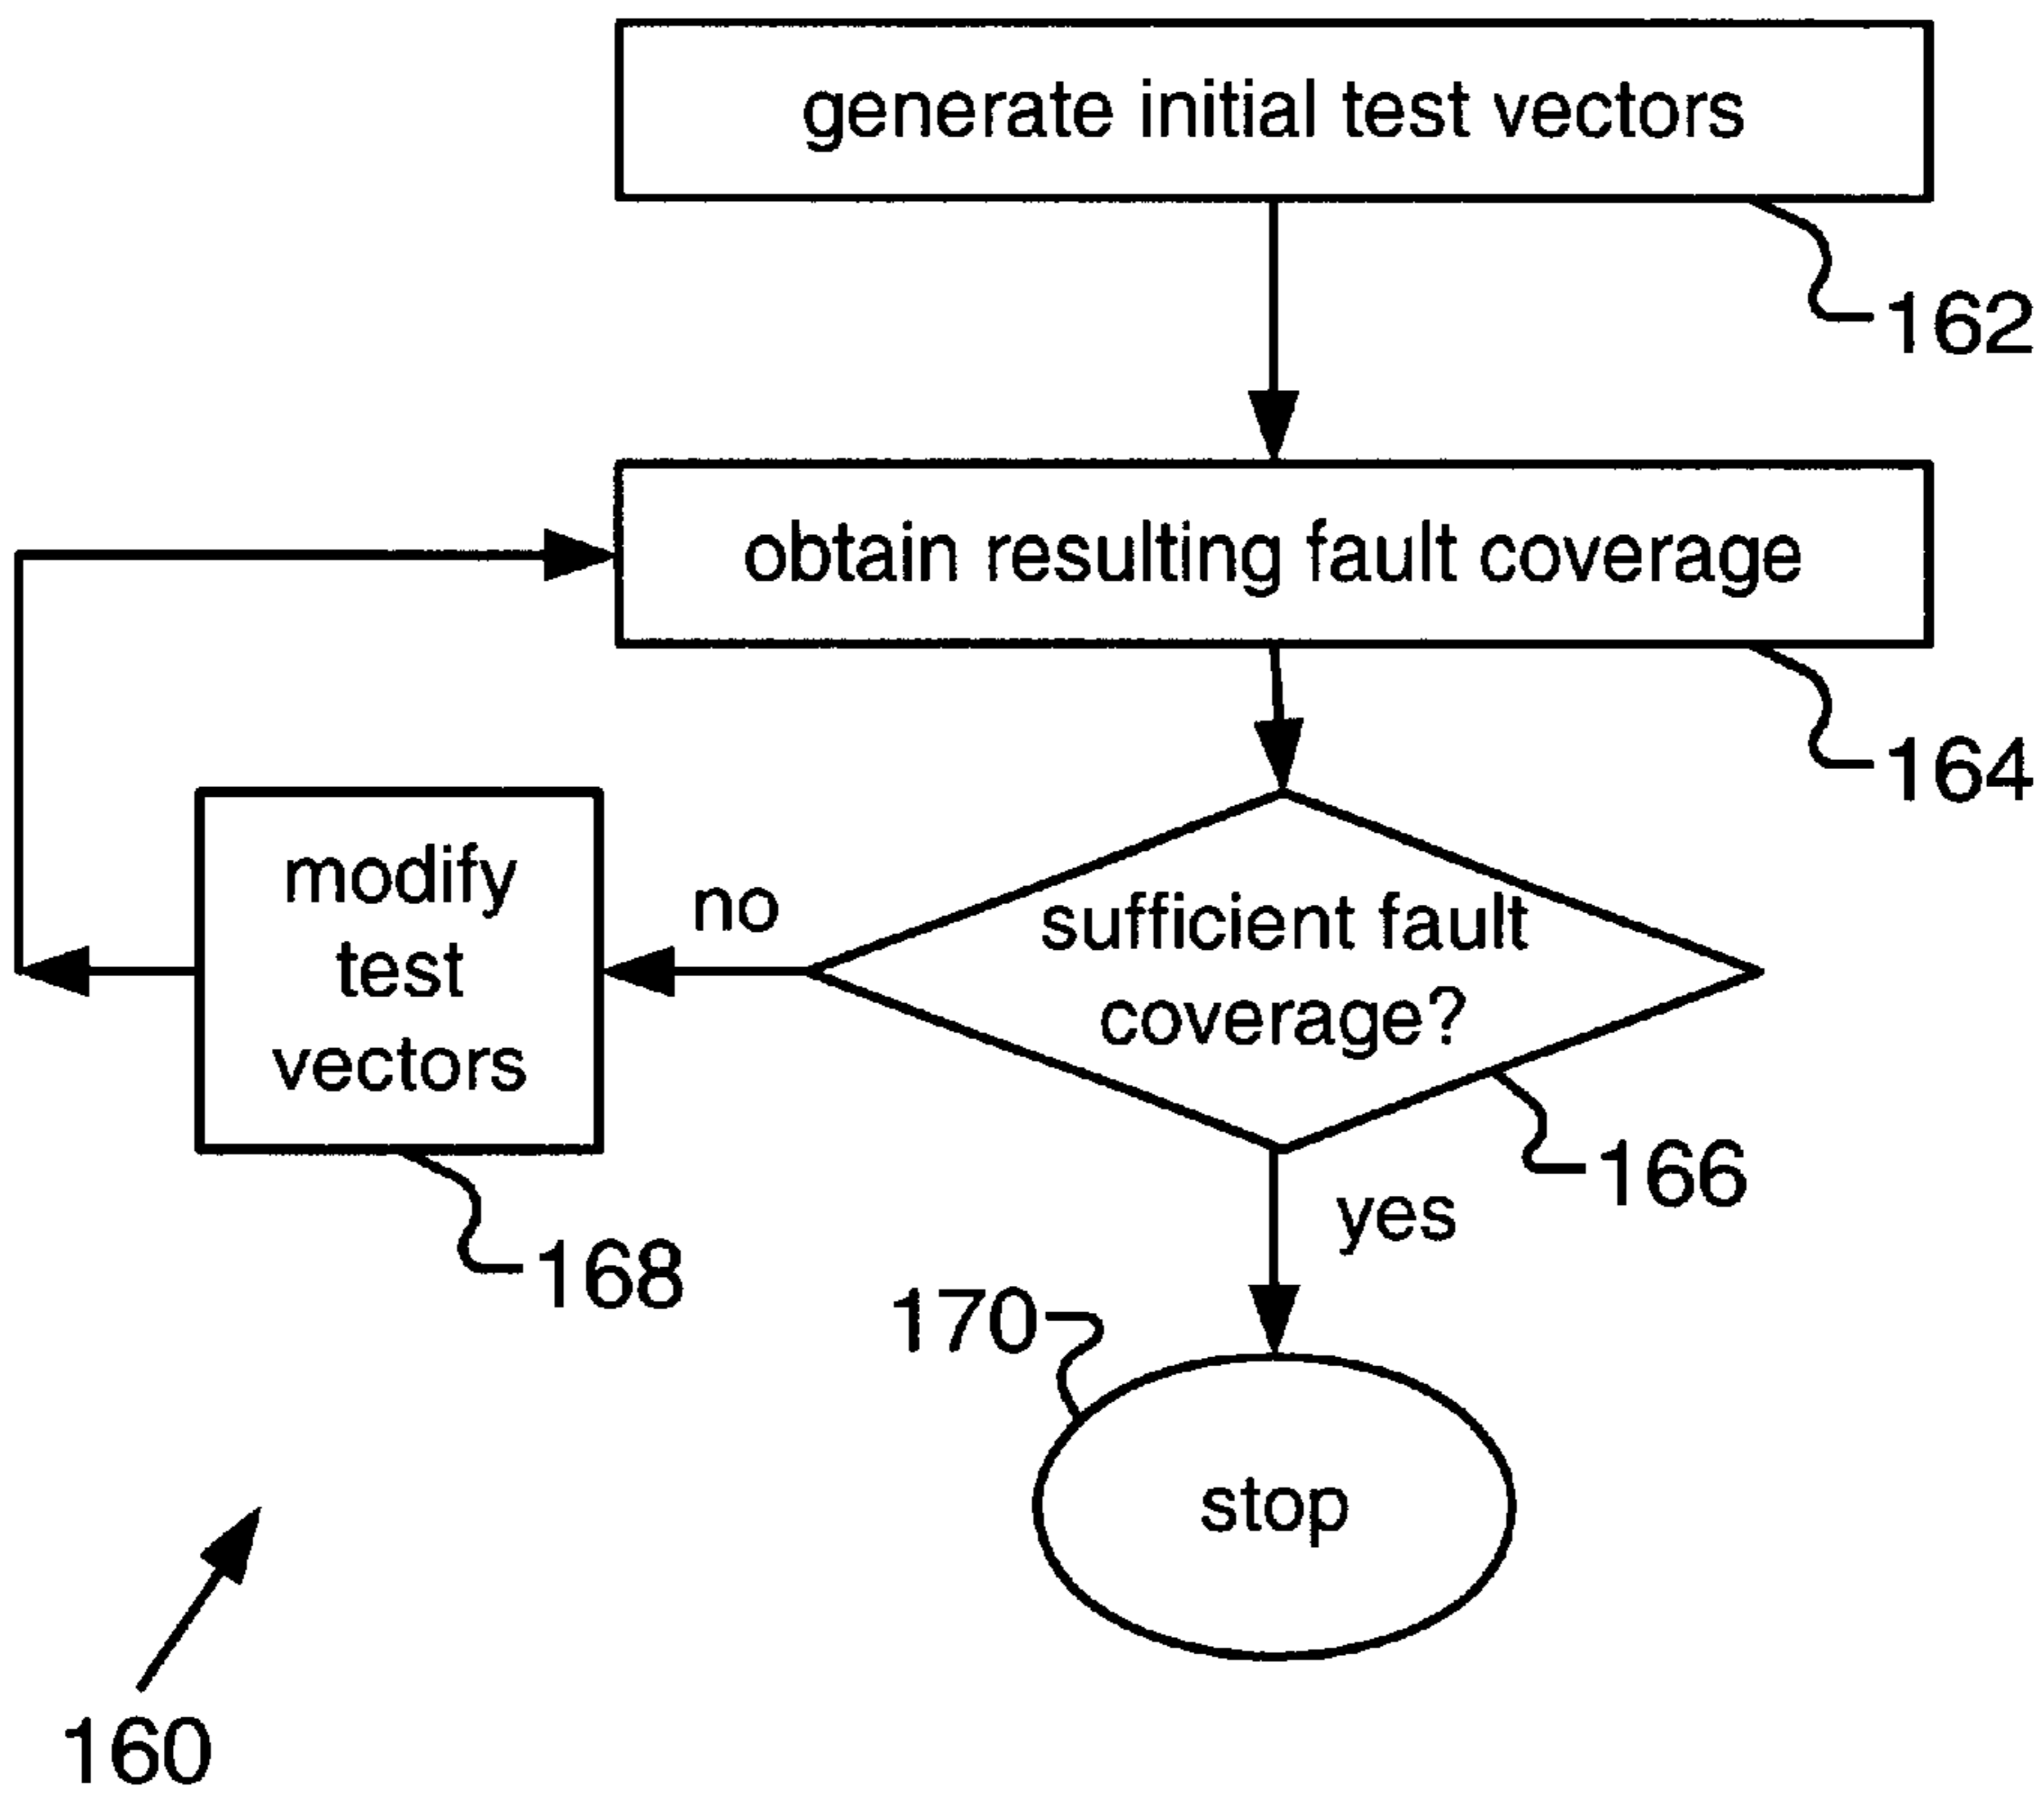 generate initial test vectors
162
obtain resulting fault coverage
164
modify
test
vectors
no
sufficient fault
coverage?
166
168
yes
170
stop
160